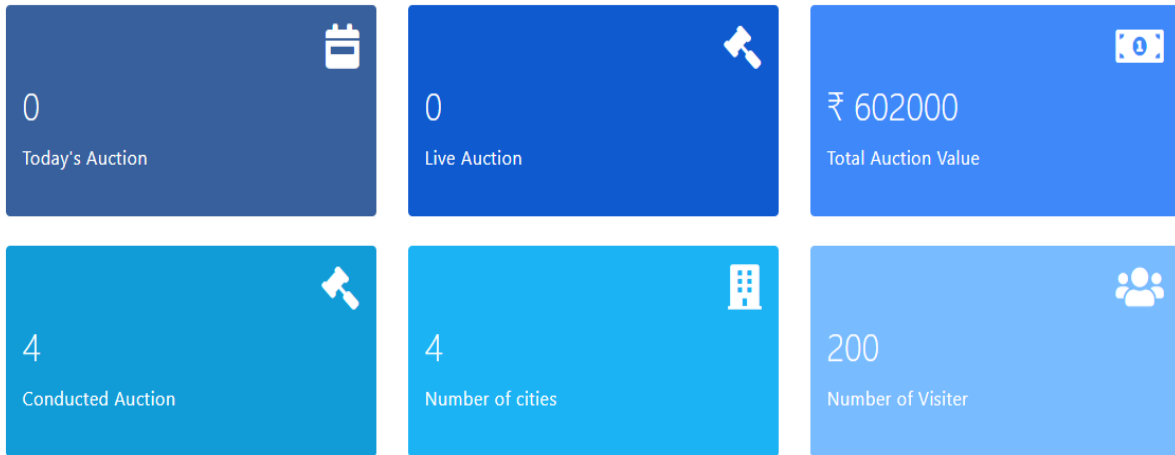 0
Today's Auction
0
Live Auction
₹ 602000
Total Auction Value
4
Conducted Auction
4
Number of cities
200
Number of Visiter